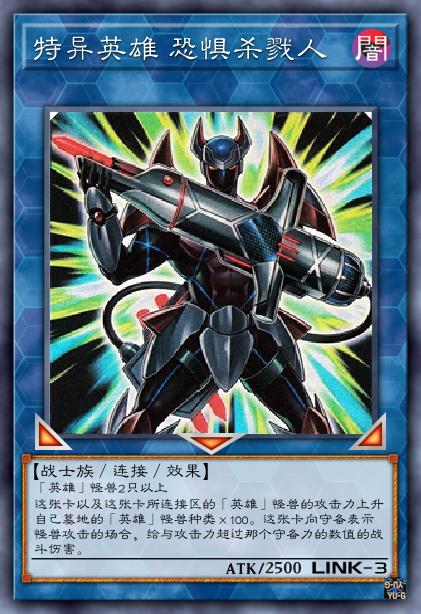 特异英雄 恐惧杀戮人
闇
【战士族／连接／效果】
「英雄」怪兽2只以上
这张卡以及这张卡所连接区的「英雄」怪兽的攻击力上升
自己墓地的「英雄」怪兽种类×100。这张卡向守备表示
怪兽攻击的场合，给与攻击力超过那个守备力的数值的战
斗伤害。
ATK/2500 LINK-3